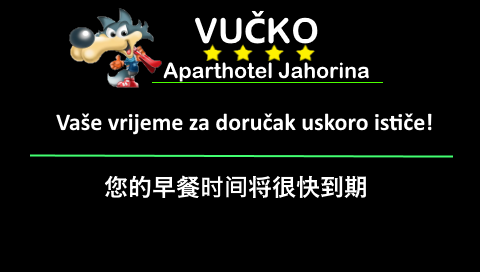 VUČKO
Aparthotel Jahorina
Vaše vrijeme za doručak uskoro ističe!
您的早餐时间将很快到期